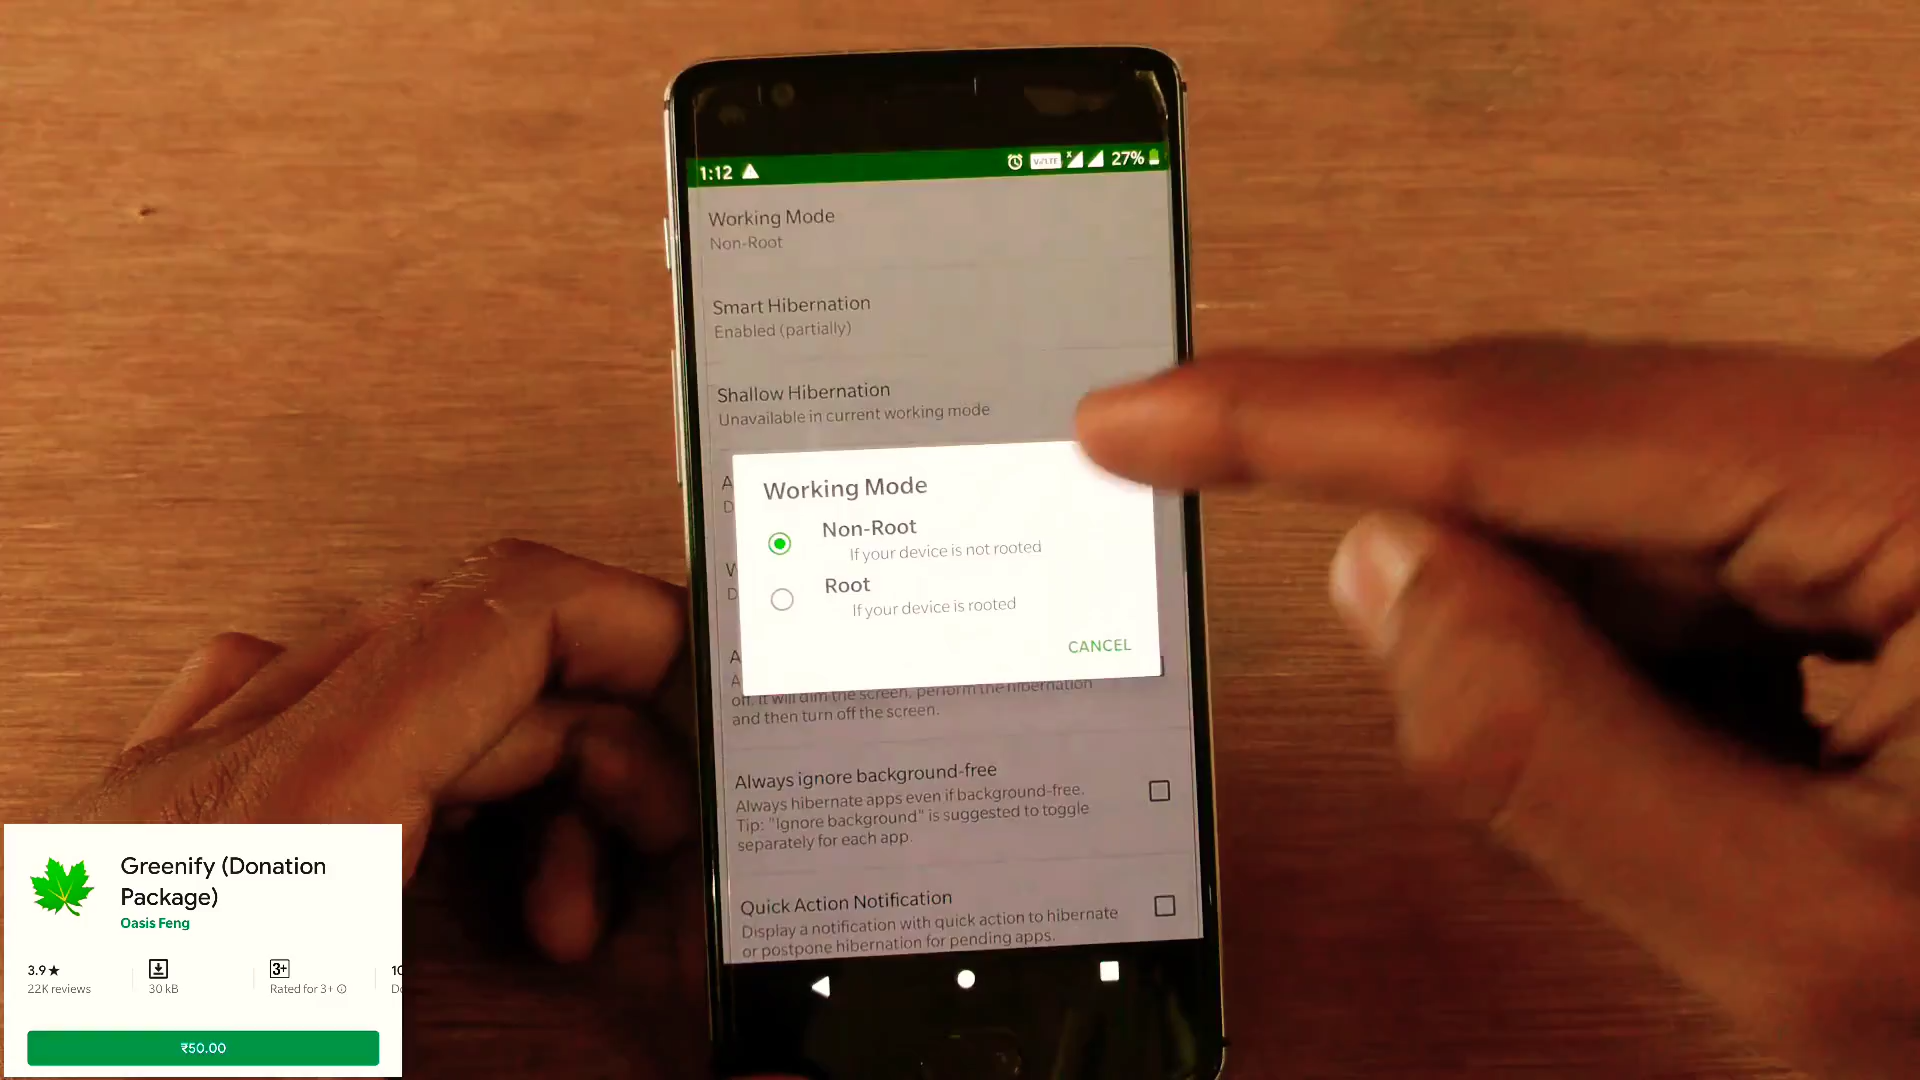 1:12
VoLTE
27%
Working Mode
Non-Root
Smart Hibernation
Enabled (partially)
Shallow Hibernation
Unavailable in current working mode
Working Mode
Non-Root
If your device is not rooted
Root
If your device is rooted
CANCEL
off. It will dim the screen, perform the hibernation
and then turn off the screen.
Always ignore background-free
Always hibernate apps even if background-free.
Tip: "Ignore background" is suggested to toggle
separately for each app.
Quick Action Notification
Display a notification with quick action to hibernate
or postpone hibernation for pending apps.
Greenify (Donation
Package)
Oasis Feng
3.9★
22K reviews
30 kB
3+
Rated for 3+
₹50.00